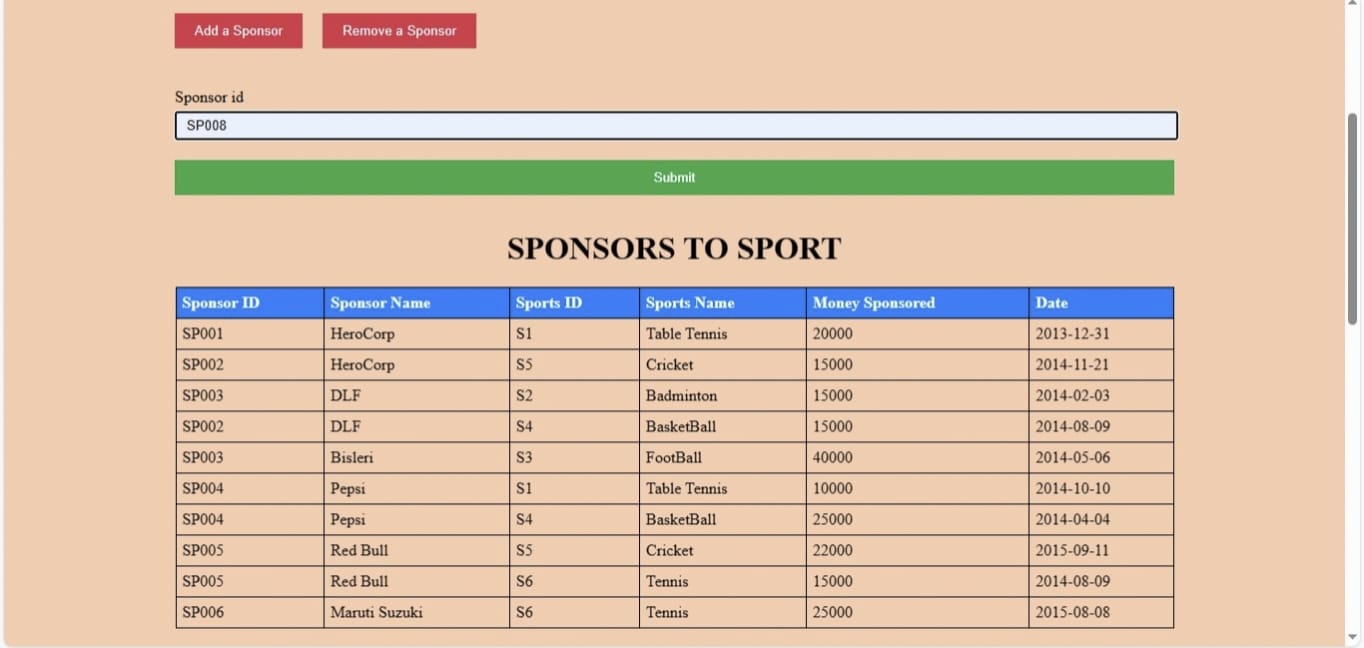 Add a Sponsor Remove a Sponsor
Sponsor id
SP008
Submit
SPONSORS TO SPORT
Sponsor ID Sponsor Name Sports ID Sports Name Money Sponsored Date
SP001 HeroCorp S1 Table Tennis 20000 2013-12-31
SP002 HeroCorp S5 Cricket 15000 2014-11-21
SP003 DLF S2 Badminton 15000 2014-02-03
SP002 DLF S4 BasketBall 15000 2014-08-09
SP003 Bisleri S3 FootBall 40000 2014-05-06
SP004 Pepsi S1 Table Tennis 10000 2014-10-10
SP004 Pepsi S4 BasketBall 25000 2014-04-04
SP005 Red Bull S5 Cricket 22000 2015-09-11
SP005 Red Bull S6 Tennis 15000 2014-08-09
SP006 Maruti Suzuki S6 Tennis 25000 2015-08-08